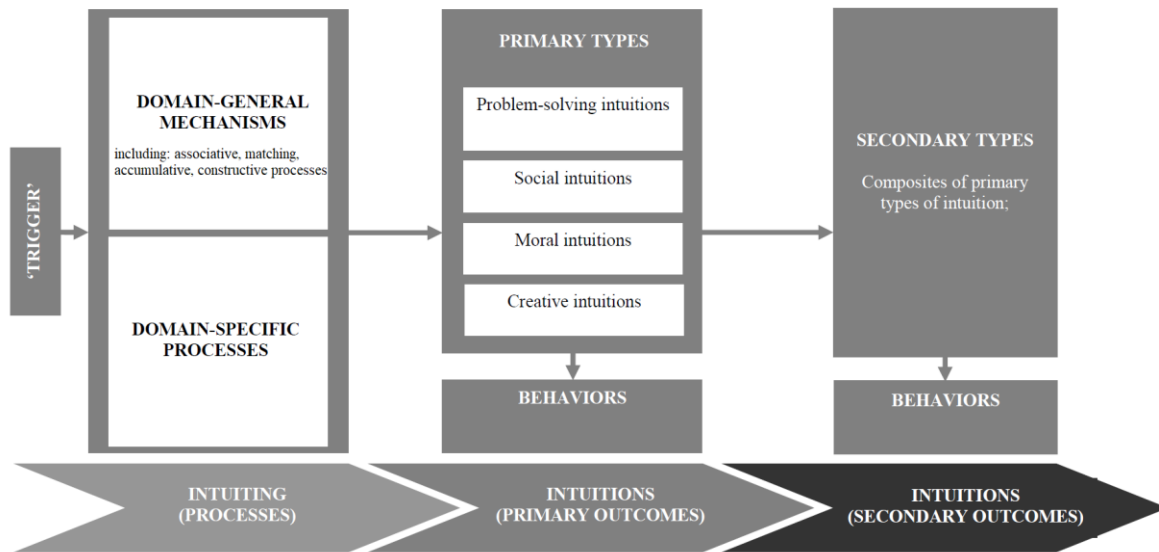 ‘TRIGGER’
DOMAIN-GENERAL
MECHANISMS
including: associative, matching,
accumulative, constructive processes
DOMAIN-SPECIFIC
PROCESSES
PRIMARY TYPES
Problem-solving intuitions
Social intuitions
Moral intuitions
Creative intuitions
BEHAVIORS
SECONDARY TYPES
Composites of primary
types of intuition;
BEHAVIORS
INTUITING
(PROCESSES)
INTUITIONS
(PRIMARY OUTCOMES)
INTUITIONS
(SECONDARY OUTCOMES)